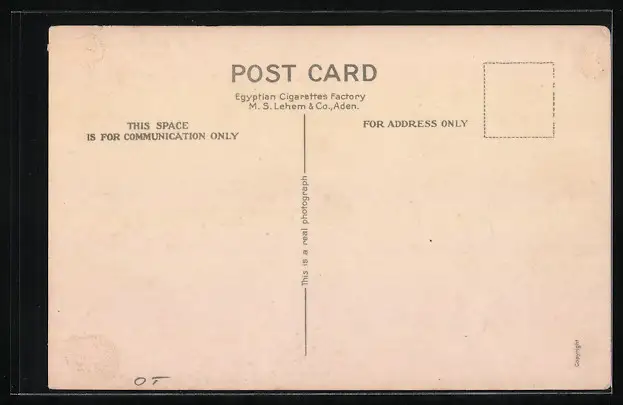 POST CARD
Egyptian Cigarettes Factory
M. S. Lehem & Co., Aden.
THIS SPACE
IS FOR COMMUNICATION ONLY
FOR ADDRESS ONLY
This is a real photograph
Copyright
OT